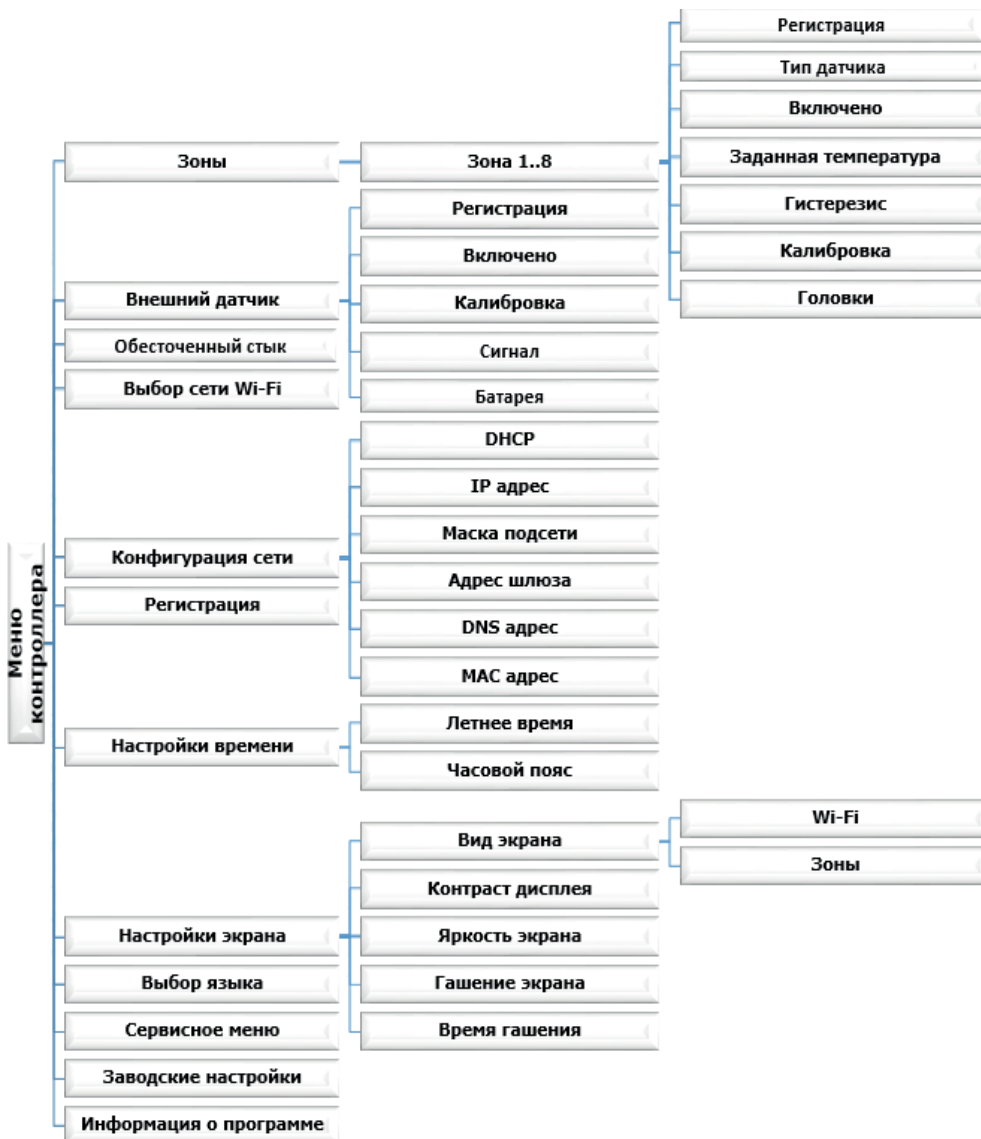 Меню
контроллера
Зоны
Зона 1..8
Регистрация
Тип датчика
Включено
Заданная температура
Гистерезис
Калибровка
Головки
Внешний датчик
Регистрация
Включено
Калибровка
Сигнал
Батарея
Обесточенный стык
Выбор сети Wi-Fi
Конфигурация сети
DHCP
IP адрес
Маска подсети
Адрес шлюза
DNS адрес
MAC адрес
Регистрация
Настройки времени
Летнее время
Часовой пояс
Настройки экрана
Вид экрана
Wi-Fi
Зоны
Контраст дисплея
Яркость экрана
Гашение экрана
Время гашения
Выбор языка
Сервисное меню
Заводские настройки
Информация о программе